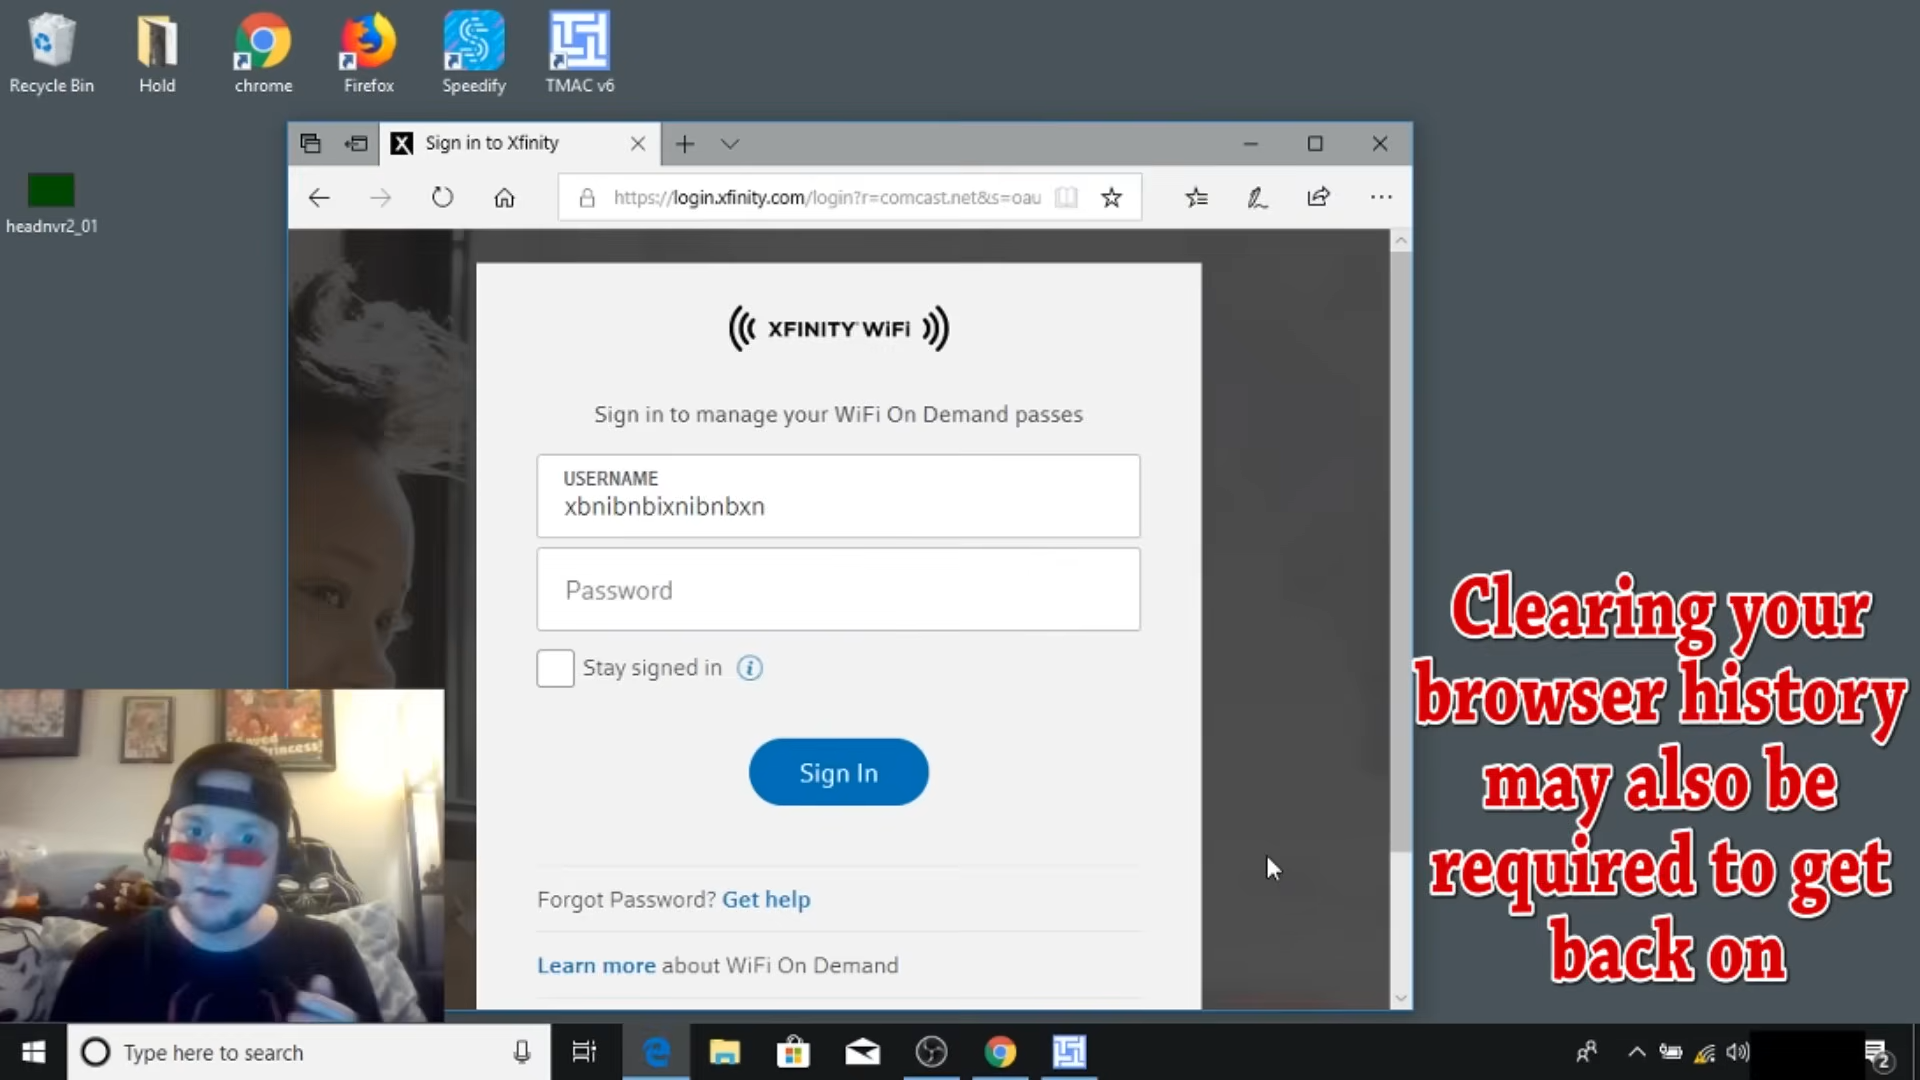 Recycle Bin
Hold
chrome
Firefox
Speedify
TMAC v6
headnvr2_01
Sign in to Xfinity
https://login.xfinity.com/login?r=comcast.net&s=oau
XFINITY WiFi
Sign in to manage your WiFi On Demand passes
USERNAME
xbnibnbixnibnbxn
Password
Stay signed in
Sign In
Forgot Password? Get help
Learn more about WiFi On Demand
Clearing your
browser history
may also be
required to get
back on
Princess!
Type here to search
2